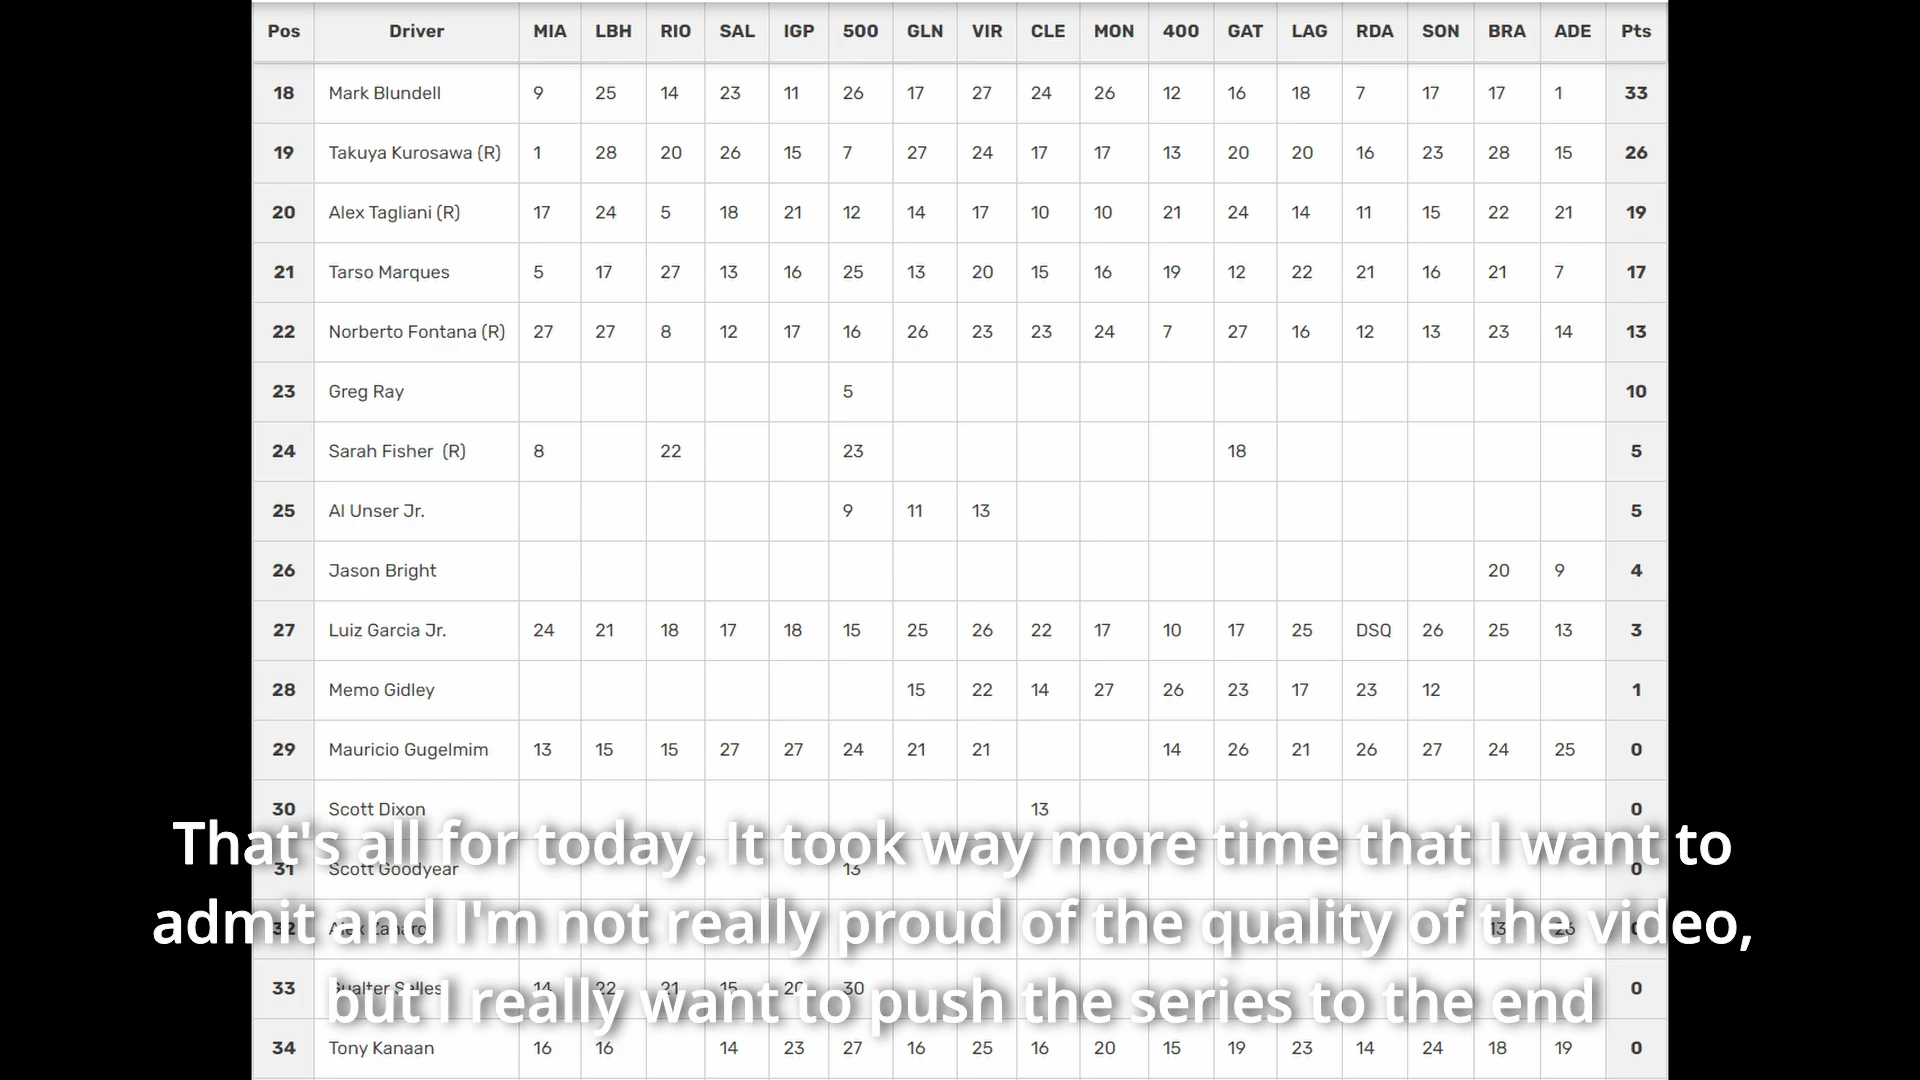 Pos Driver MIA LBH RIO SAL IGP 500 GLN VIR CLE MON 400 GAT LAG RDA SON BRA ADE Pts
18 Mark Blundell 9 25 14 23 11 26 17 27 24 26 12 16 18 7 17 17 1 33
19 Takuya Kurosawa (R) 1 28 20 26 15 7 27 24 17 17 13 20 20 16 23 28 15 26
20 Alex Tagliani (R) 17 24 5 18 21 12 14 17 10 10 21 24 14 11 15 22 21 19
21 Tarso Marques 5 17 27 13 16 25 13 20 15 16 19 12 22 21 16 21 7 17
22 Norberto Fontana (R) 27 27 8 12 17 16 26 23 23 24 7 27 16 12 13 23 14 13
23 Greg Ray 5 10
24 Sarah Fisher (R) 8 22 23 18 5
25 Al Unser Jr. 9 11 13 5
26 Jason Bright 20 9 4
27 Luiz Garcia Jr. 24 21 18 17 18 15 25 26 22 17 10 17 25 DSQ 26 25 13 3
28 Memo Gidley 15 22 14 27 26 23 17 23 12 1
29 Mauricio Gugelmim 13 15 15 27 27 24 21 21 14 26 21 26 27 24 25 0
30 Scott Dixon 13 0
That's all for today. It took way more time that I want to
31 Scott Goodyear 13 0
admit and I'm not really proud of the quality of the video,
32 Alex Zanardi 13 26
33 Gualter Salles 14 22 21 15 20 30 0
but I really want to push the series to the end
34 Tony Kanaan 16 16 14 23 27 16 25 16 20 15 19 23 14 24 18 19 0